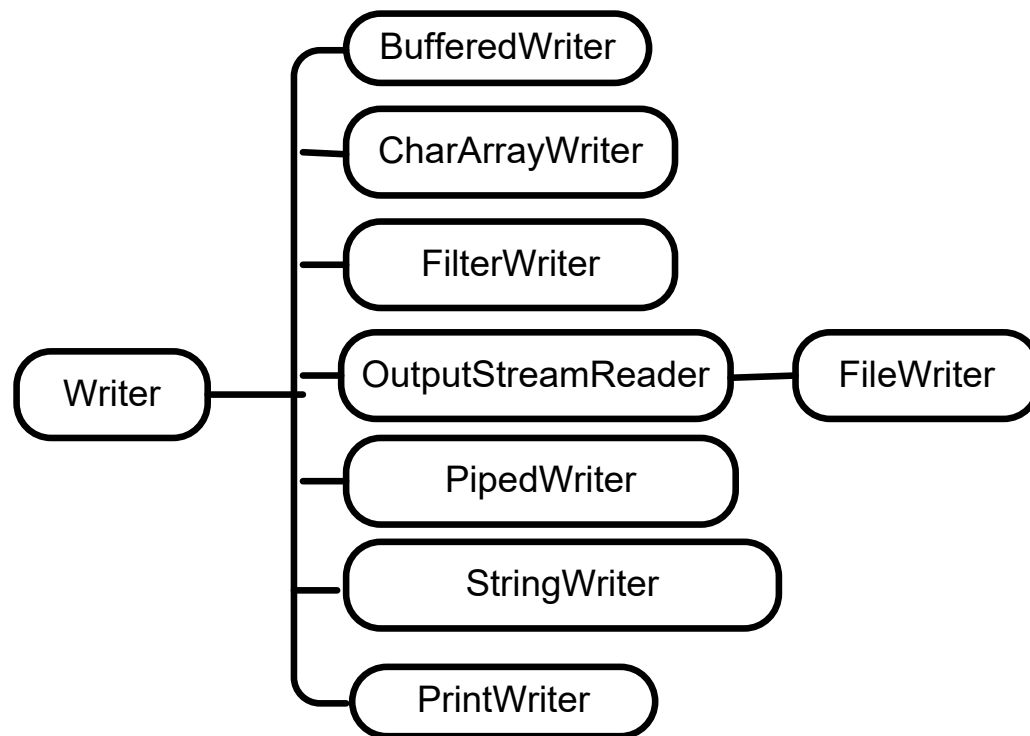 BufferedWriter
CharArrayWriter
FilterWriter
OutputStreamReader
FileWriter
Writer
PipedWriter
StringWriter
PrintWriter